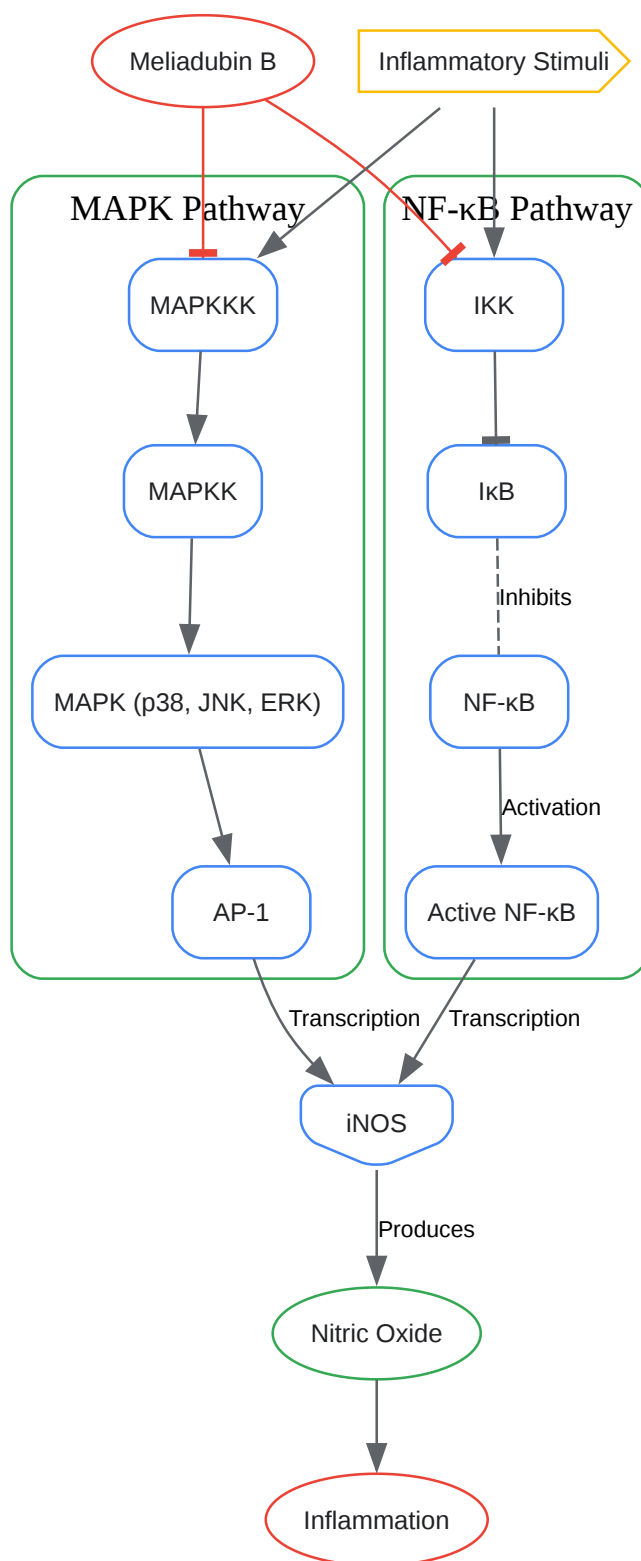 Meliadubin B
Inflammatory Stimuli
MAPK Pathway
NF-κB Pathway
MAPKKK
IKK
MAPKK
IκB
Inhibits
MAPK (p38, JNK, ERK)
NF-κB
Activation
AP-1
Active NF-κB
Transcription
Transcription
iNOS
Produces
Nitric Oxide
Inflammation